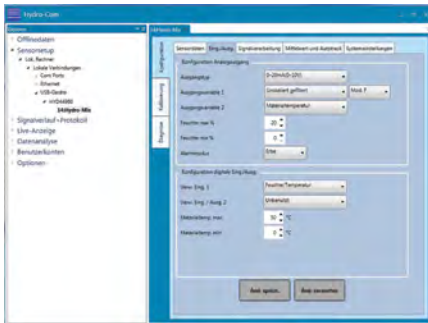 Hydro-Com
Offlinedaten
Sensorsetup
Lok. Rechner
Lokale Verbindungen
Com Ports
Ethernet
USB-Geräte
Signalverlauf+Protokoll
Live-Anzeige
Datenanalyse
Benutzerkonten
Optionen
Konfiguration
Kalibrierung
Diagnose
Sensordaten Eing./Ausg. Signalverarbeitung Mittelwert und Autotrack Systemeinstellungen
Konfiguration Analogausgang
Ausgangstyp 0-20mA(0-10V)
Ausgangsvariable 1 Unskaliert gefiltert Mod. F
Ausgangsvariable 2 Materialtemperatur
Feuchte max % 20
Feuchte min % 0
Alarmmodus
Konfiguration digitale Eing./Ausg.
Verw. Eing. 1 Feuchte/Temperatur
Verw. Eing. / Ausg. 2 Unbenutzt
Materialtemp. max. 50 °C
Materialtemp. min 0 °C